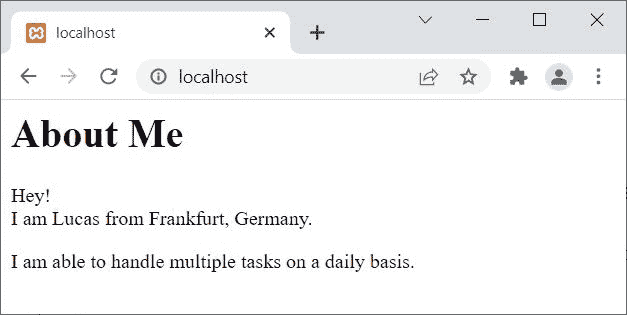 localhost
localhost
About Me
Hey!
I am Lucas from Frankfurt, Germany.
I am able to handle multiple tasks on a daily basis.